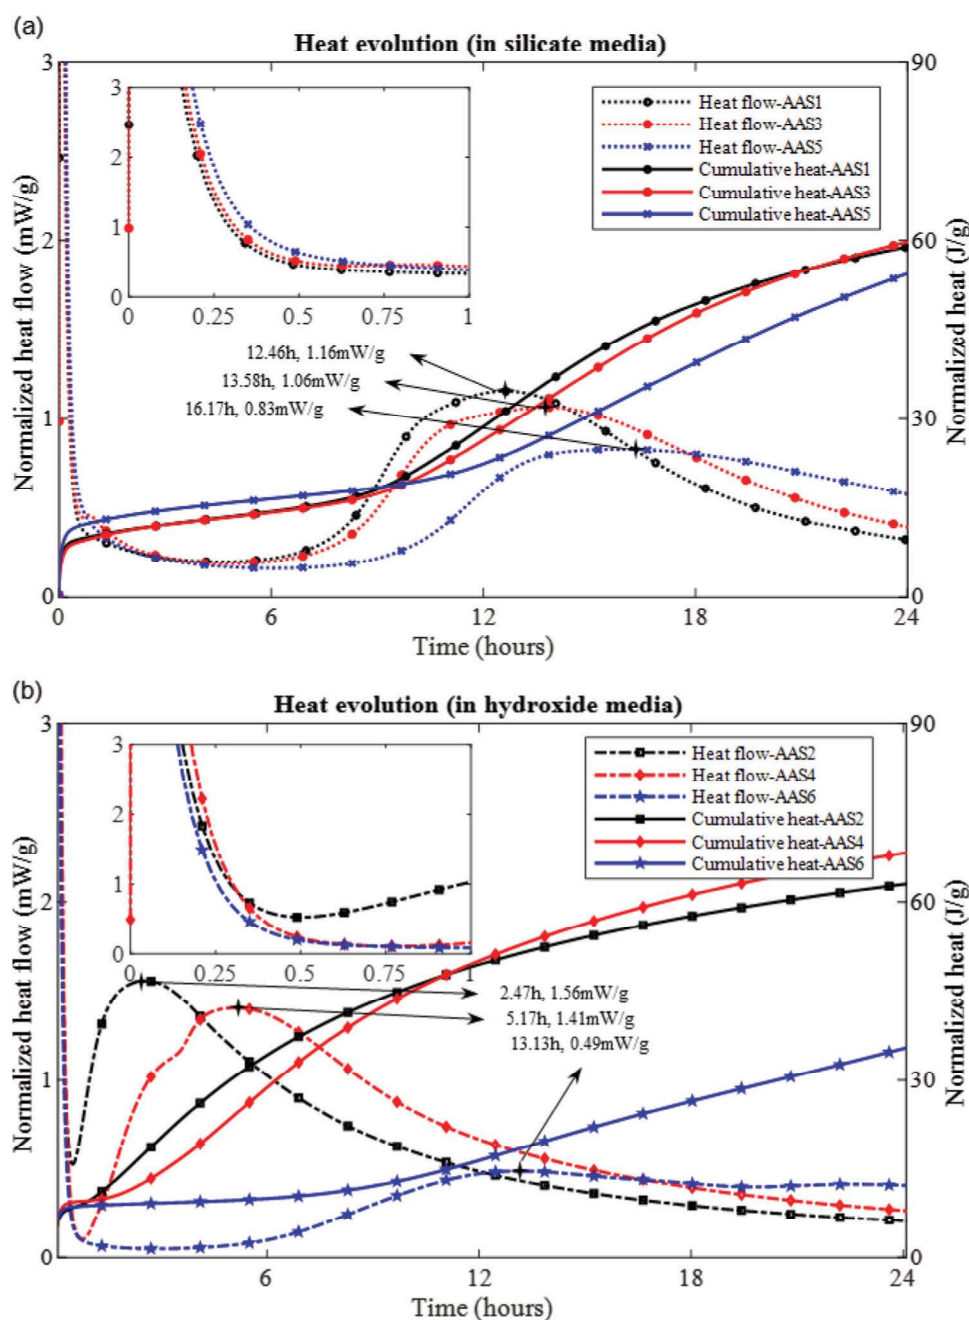 (a)
Heat evolution (in silicate media)
3
2
1
0
Normalized heat flow (mW/g)
90
60
30
0
Normalized heat (J/g)
3
2
1
0
0 0.25 0.5 0.75 1
Heat flow-AAS1
Heat flow-AAS3
Heat flow-AAS5
Cumulative heat-AAS1
Cumulative heat-AAS3
Cumulative heat-AAS5
12.46h, 1.16mW/g
13.58h, 1.06mW/g
16.17h, 0.83mW/g
0 6 12 18 24
Time (hours)
(b)
Heat evolution (in hydroxide media)
3
2
1
0
Normalized heat flow (mW/g)
90
60
30
0
Normalized heat (J/g)
3
2
1
0
0 0.25 0.5 0.75 1
Heat flow-AAS2
Heat flow-AAS4
Heat flow-AAS6
Cumulative heat-AAS2
Cumulative heat-AAS4
Cumulative heat-AAS6
2.47h, 1.56mW/g
5.17h, 1.41mW/g
13.13h, 0.49mW/g
6 12 18 24
Time (hours)